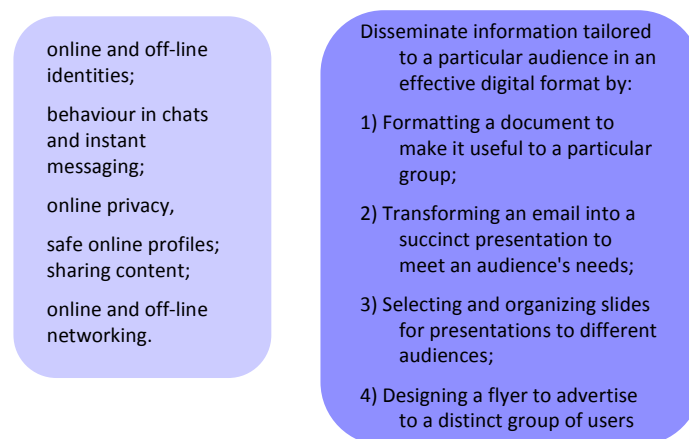 online and off-line
identities;
behaviour in chats
and instant
messaging;
online privacy,
safe online profiles;
sharing content;
online and off-line
networking.
Disseminate information tailored
to a particular audience in an
effective digital format by:
1) Formatting a document to
make it useful to a particular
group;
2) Transforming an email into a
succinct presentation to
meet an audience's needs;
3) Selecting and organizing slides
for presentations to different
audiences;
4) Designing a flyer to advertise
to a distinct group of users